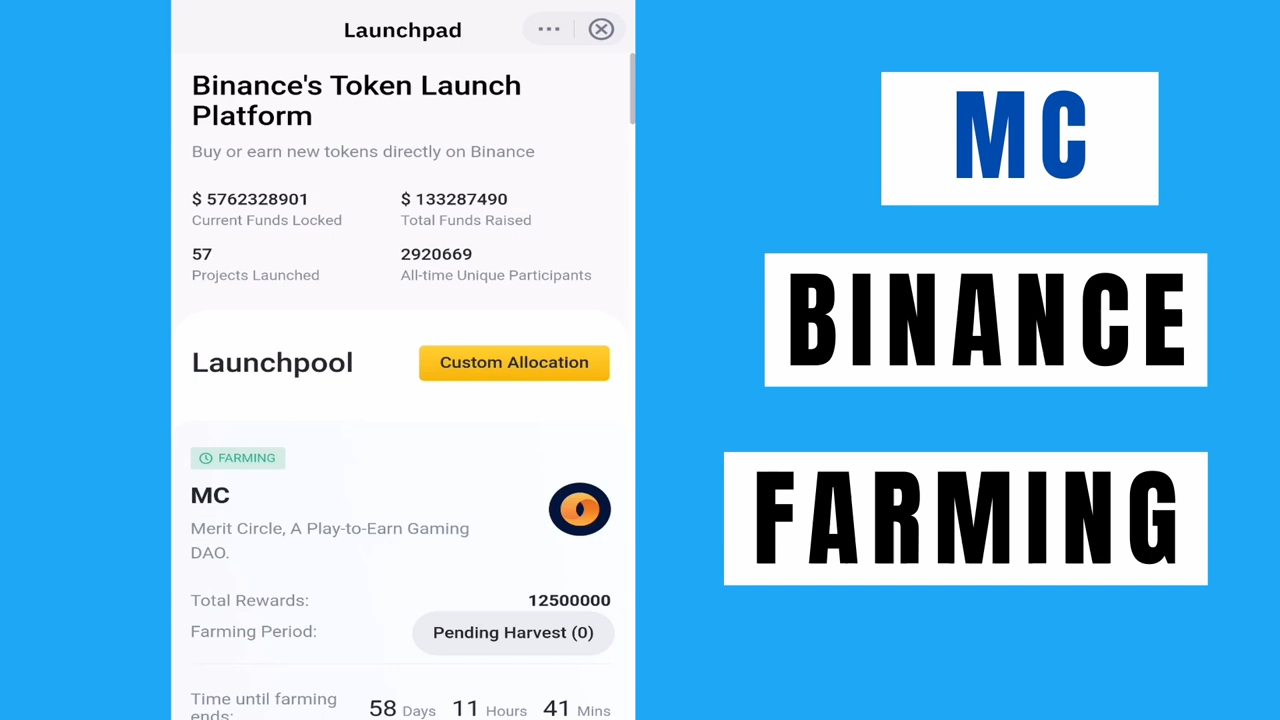 Launchpad
Binance's Token Launch
Platform
Buy or earn new tokens directly on Binance
$ 5762328901
Current Funds Locked
$ 133287490
Total Funds Raised
57
Projects Launched
2920669
All-time Unique Participants
Launchpool
Custom Allocation
FARMING
MC
Merit Circle, A Play-to-Earn Gaming
DAO.
Total Rewards: 12500000
Farming Period:
Pending Harvest (0)
Time until farming
ends:
58 Days 11 Hours 41 Mins
MC
BINANCE
FARMING